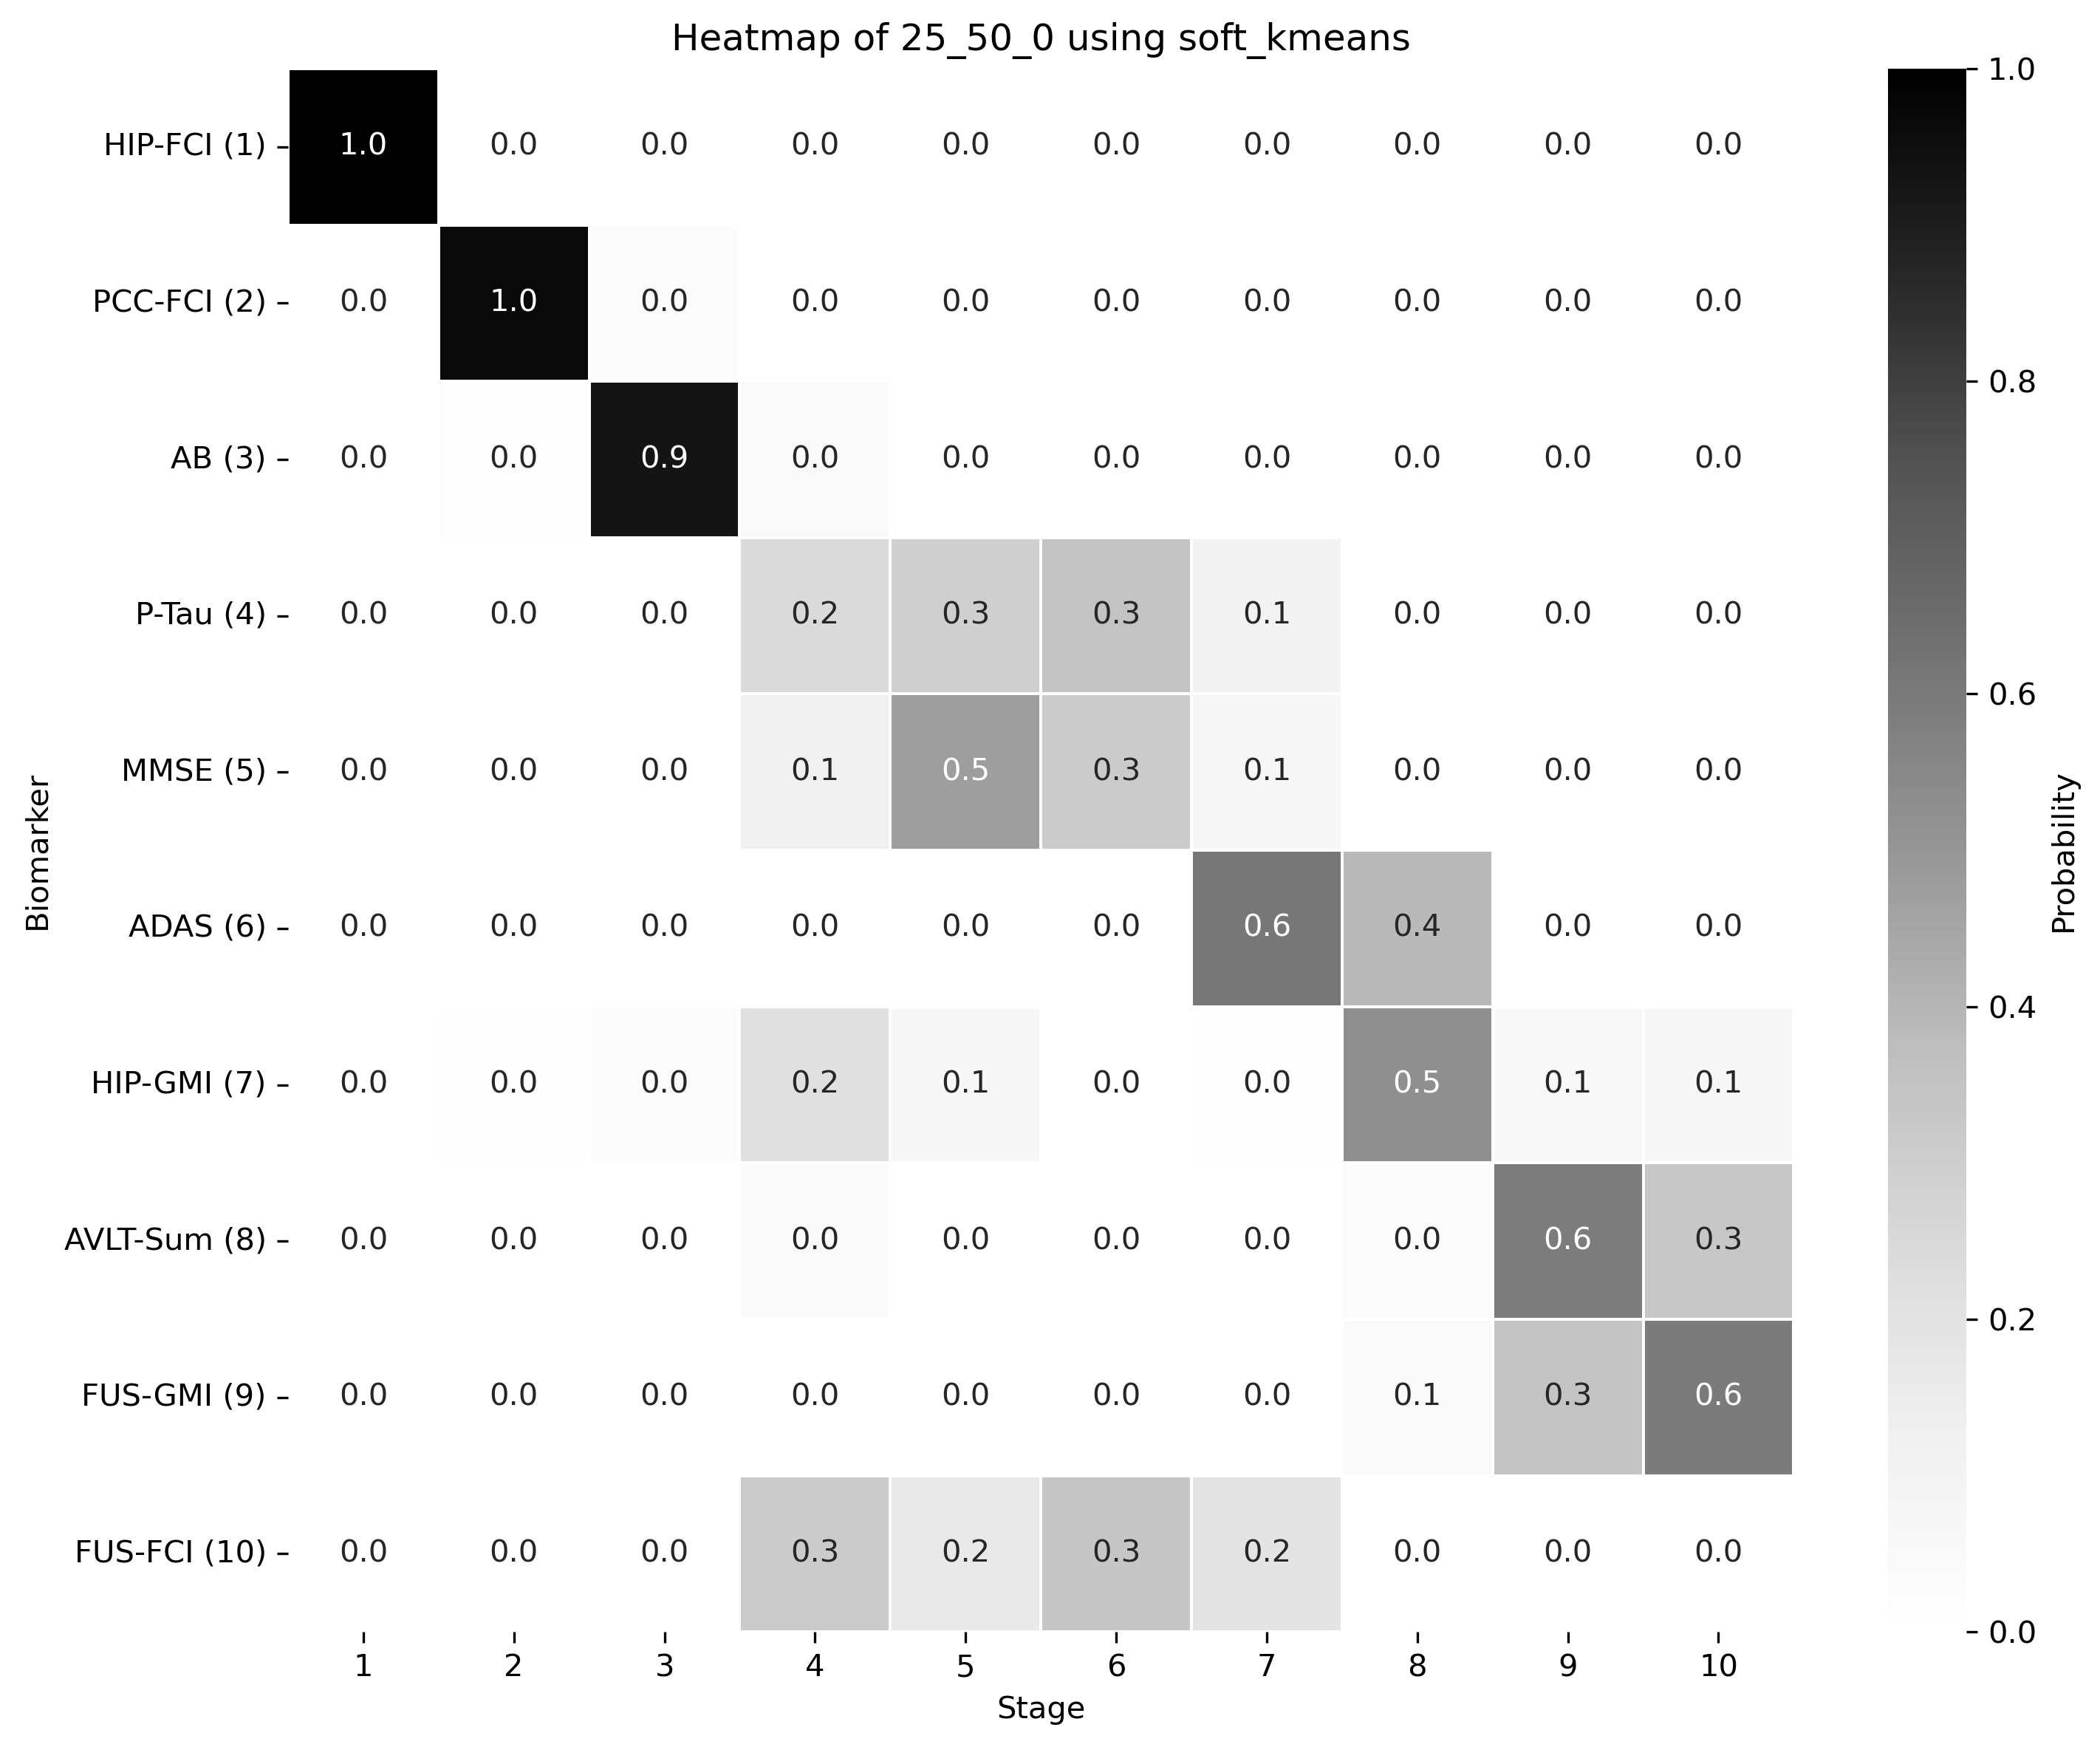 Heatmap of 25_50_0 using soft_kmeans
HIP-FCI (1) 1.0 0.0 0.0 0.0 0.0 0.0 0.0 0.0 0.0 0.0
PCC-FCI (2) 0.0 1.0 0.0 0.0 0.0 0.0 0.0 0.0 0.0 0.0
AB (3) 0.0 0.0 0.9 0.0 0.0 0.0 0.0 0.0 0.0 0.0
P-Tau (4) 0.0 0.0 0.0 0.2 0.3 0.3 0.1 0.0 0.0 0.0
MMSE (5) 0.0 0.0 0.0 0.1 0.5 0.3 0.1 0.0 0.0 0.0
ADAS (6) 0.0 0.0 0.0 0.0 0.0 0.0 0.6 0.4 0.0 0.0
HIP-GMI (7) 0.0 0.0 0.0 0.2 0.1 0.0 0.0 0.5 0.1 0.1
AVLT-Sum (8) 0.0 0.0 0.0 0.0 0.0 0.0 0.0 0.0 0.6 0.3
FUS-GMI (9) 0.0 0.0 0.0 0.0 0.0 0.0 0.0 0.1 0.3 0.6
FUS-FCI (10) 0.0 0.0 0.0 0.3 0.2 0.3 0.2 0.0 0.0 0.0
1 2 3 4 5 6 7 8 9 10
Stage
Biomarker
1.0
0.8
0.6
0.4
0.2
0.0
Probability